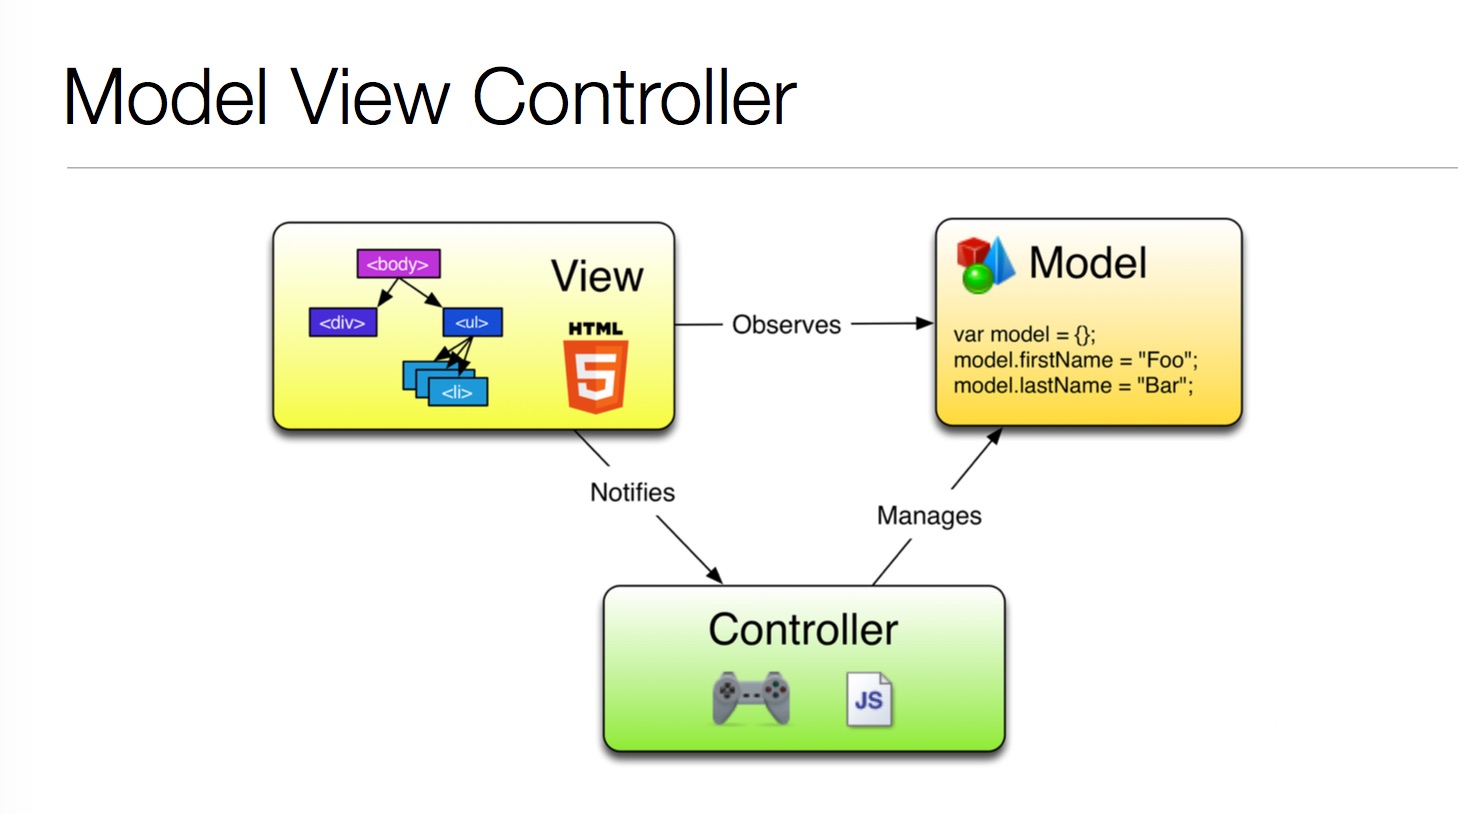 Model View Controller
<body>
<div>
<ul>
<li>
View
HTML
5
Observes
Model
var model = {};
model.firstName = "Foo";
model.lastName = "Bar";
Notifies
Manages
Controller
JS